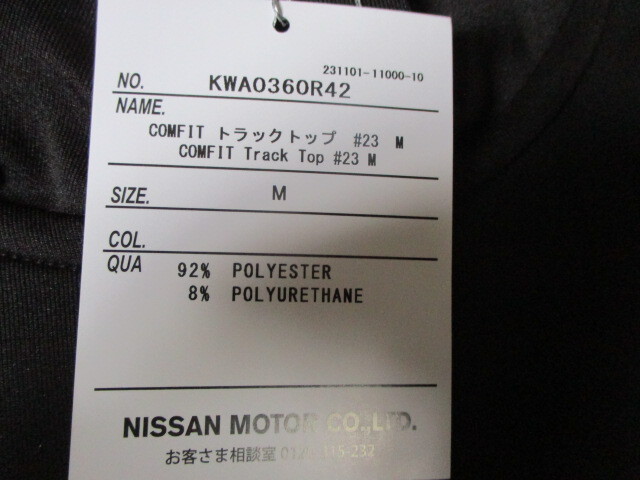 231101-11000-10
NO. KWA0360R42
NAME.
COMFIT トラックトップ #23 M
COMFIT Track Top #23 M
SIZE. M
COL.
QUA 92% POLYESTER
8% POLYURETHANE
NISSAN MOTOR CO.,LTD.
お客さま相談室